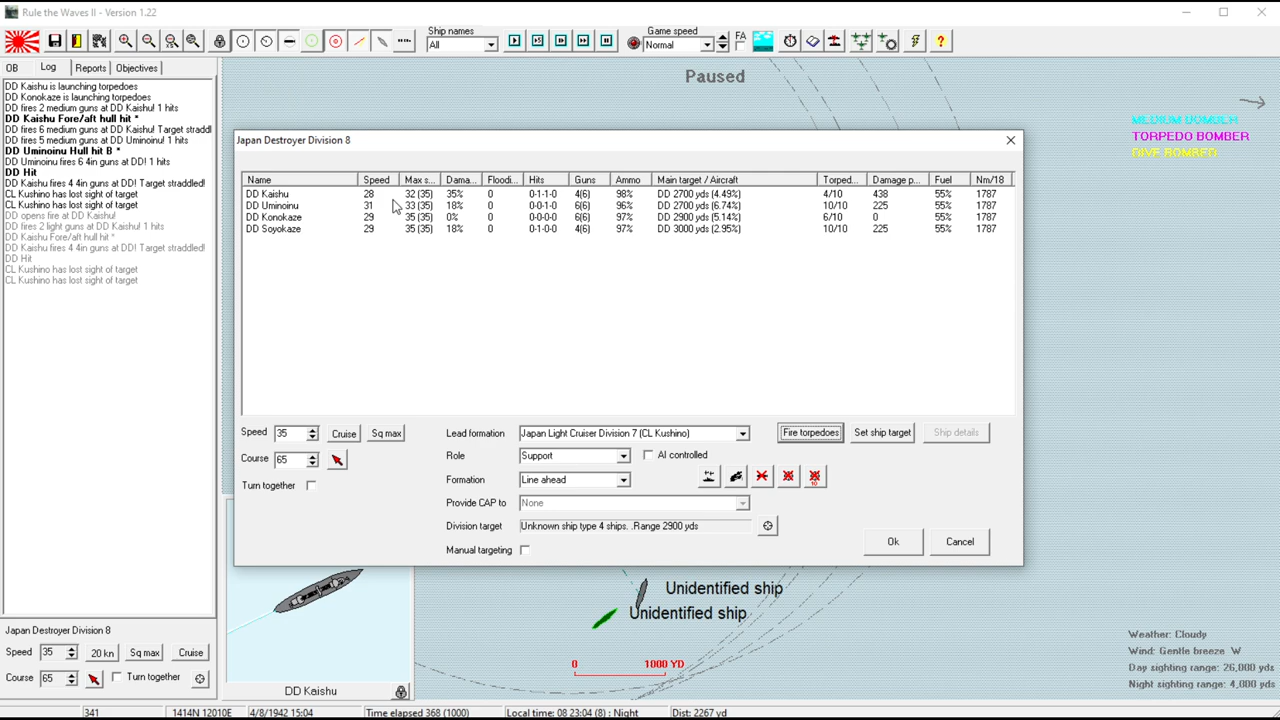 Rule the Waves II - Version 1.22
Ship names
All
Game speed
Normal
FA
OB
Log
Reports
Objectives
DD Kaishu is launching torpedoes
DD Konokaze is launching torpedoes
DD fires 2 medium guns at DD Kaishu! 1 hits
DD Kaishu Fore/aft hull hit *
DD fires 6 medium guns at DD Kaishu! Target straddl
DD fires 5 medium guns at DD Uminoinu! 1 hits
DD Uminoinu Hull hit B *
DD Uminoinu fires 6 4in guns at DD! 1 hits
DD Hit
DD Kaishu fires 4 4in guns at DD! Target straddled!
CL Kushino has lost sight of target
CL Kushino has lost sight of target
DD opens fire at DD Kaishu!
DD fires 2 light guns at DD Kaishu! 1 hits
DD Kaishu Fore/aft hull hit *
DD Kaishu fires 4 4in guns at DD! Target straddled!
DD Hit
CL Kushino has lost sight of target
CL Kushino has lost sight of target
Paused
MEDIUM BOMBER
TORPEDO BOMBER
DIVE BOMBER
Japan Destroyer Division 8
Name Speed Max s... Dama... Floodi... Hits Guns Ammo Main target / Aircraft Torped... Damage p... Fuel Nm/18
DD Kaishu 28 32 (35) 35% 0 0-1-1-0 4(6) 98% DD 2700 yds (4.49%) 4/10 438 55% 1787
DD Uminoinu 31 33 (35) 18% 0 0-0-1-0 6(6) 96% DD 2700 yds (6.74%) 10/10 225 55% 1787
DD Konokaze 29 35 (35) 0% 0 0-0-0-0 6(6) 97% DD 2900 yds (5.14%) 6/10 0 55% 1787
DD Soyokaze 29 35 (35) 18% 0 0-1-0-0 4(6) 97% DD 3000 yds (2.95%) 10/10 225 55% 1787
Speed 35 Cruise Sq max
Course 65
Turn together
Lead formation Japan Light Cruiser Division 7 (CL Kushino)
Role Support
AI controlled
Formation Line ahead
Provide CAP to None
Division target Unknown ship type 4 ships. .Range 2900 yds
Manual targeting
Fire torpedoes Set ship target Ship details
10
Ok Cancel
Unidentified ship
Unidentified ship
0 1000 YD
Weather: Cloudy
Wind: Gentle breeze W
Day sighting range: 26,000 yds
Night sighting range: 4,000 yds
Japan Destroyer Division 8
Speed 35 20 kn Sq max Cruise
Course 65 Turn together
DD Kaishu
341 1414N 12010E 4/8/1942 15:04 Time elapsed 368 (1000) Local time: 08 23:04 (8) : Night Dist: 2267 yd